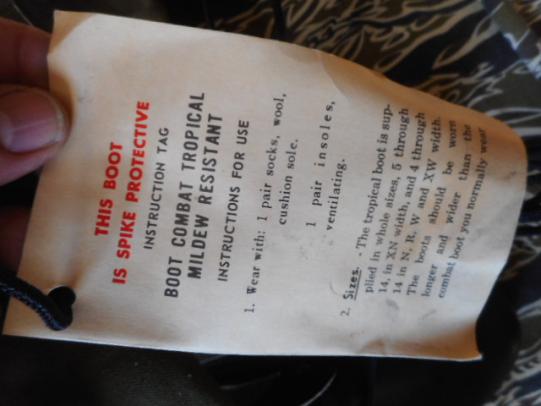 THIS BOOT
IS SPIKE PROTECTIVE
INSTRUCTION TAG
BOOT COMBAT TROPICAL
MILDEW RESISTANT
INSTRUCTIONS FOR USE
1. Wear with: 1 pair socks, wool,
cushion sole.
1 pair insoles,
ventilating.
2. Sizes. - The tropical boot is sup-
plied in whole sizes, 5 through
14, in XN width, and 4 through
14 in N, R, W and XW width.
The boots should be worn
longer and wider than the
combat boot you normally wear